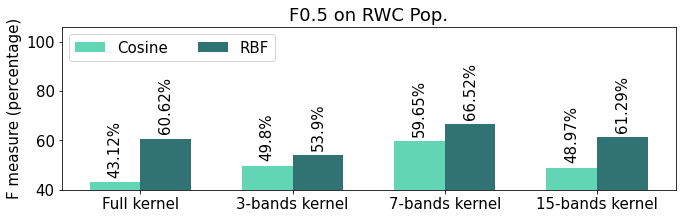 F0.5 on RWC Pop.
F measure (percentage)
100
80
60
40
Cosine
RBF
43.12%
60.62%
49.8%
53.9%
59.65%
66.52%
48.97%
61.29%
Full kernel
3-bands kernel
7-bands kernel
15-bands kernel